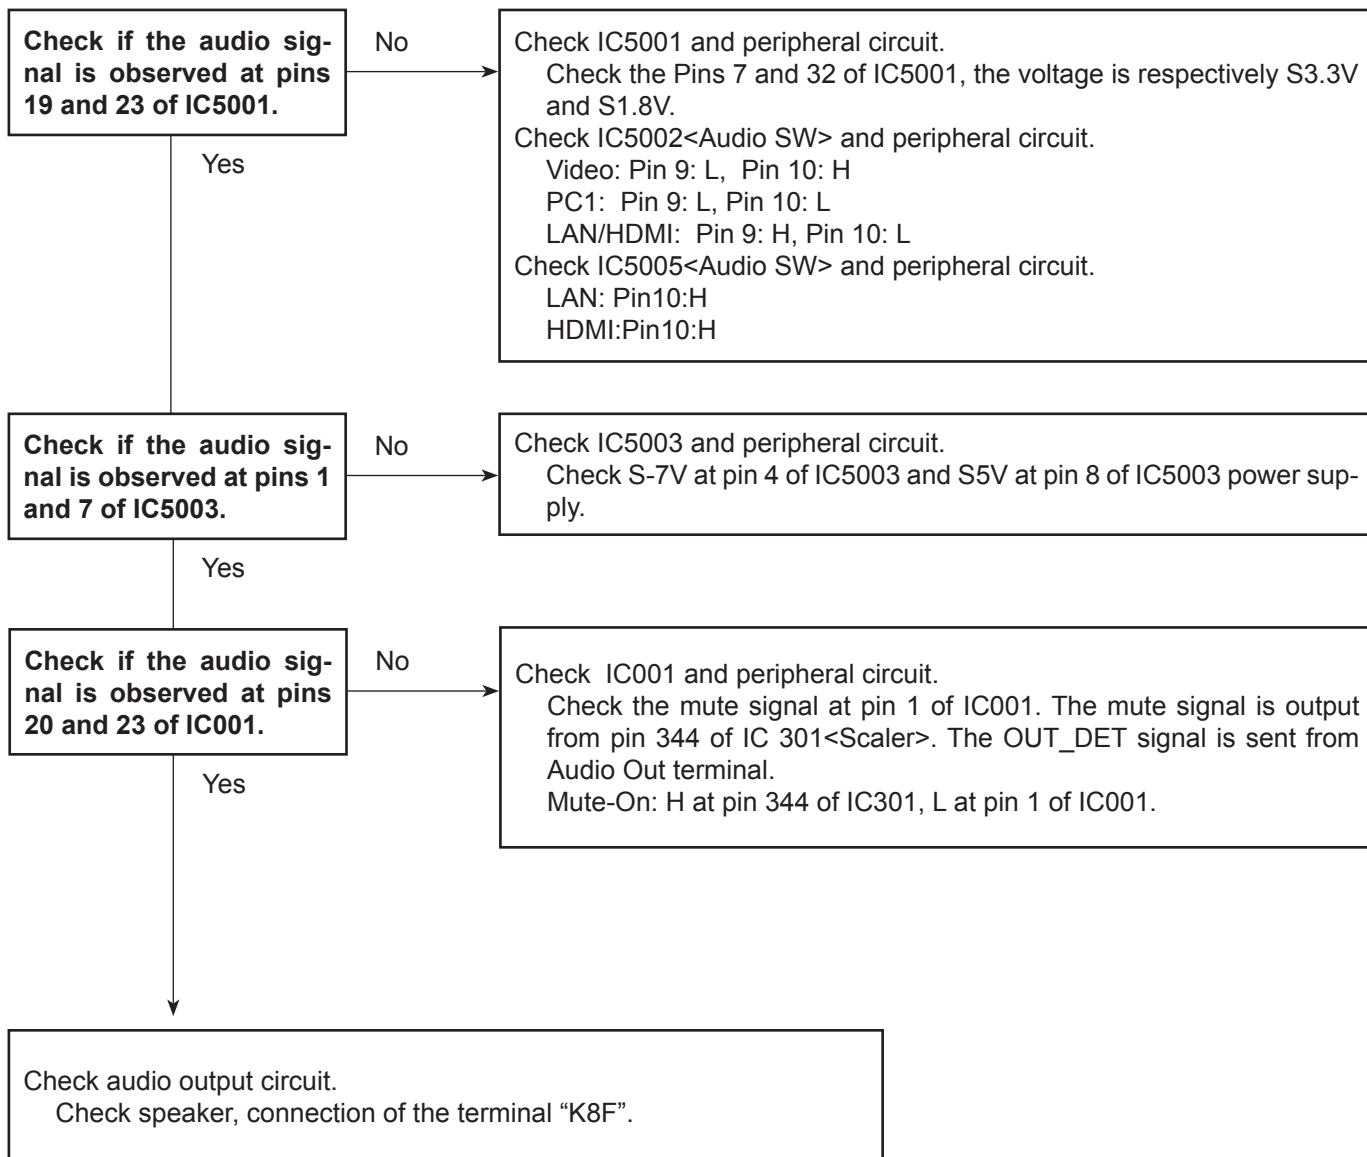 Check if the audio sig-
nal is observed at pins
19 and 23 of IC5001.
No
Yes
Check IC5001 and peripheral circuit.
Check the Pins 7 and 32 of IC5001, the voltage is respectively S3.3V
and S1.8V.
Check IC5002<Audio SW> and peripheral circuit.
Video: Pin 9: L, Pin 10: H
PC1: Pin 9: L, Pin 10: L
LAN/HDMI: Pin 9: H, Pin 10: L
Check IC5005<Audio SW> and peripheral circuit.
LAN: Pin10:H
HDMI:Pin10:H
Check if the audio sig-
nal is observed at pins 1
and 7 of IC5003.
No
Yes
Check IC5003 and peripheral circuit.
Check S-7V at pin 4 of IC5003 and S5V at pin 8 of IC5003 power sup-
ply.
Check if the audio sig-
nal is observed at pins
20 and 23 of IC001.
No
Yes
Check IC001 and peripheral circuit.
Check the mute signal at pin 1 of IC001. The mute signal is output
from pin 344 of IC 301<Scaler>. The OUT_DET signal is sent from
Audio Out terminal.
Mute-On: H at pin 344 of IC301, L at pin 1 of IC001.
Check audio output circuit.
Check speaker, connection of the terminal “K8F”.